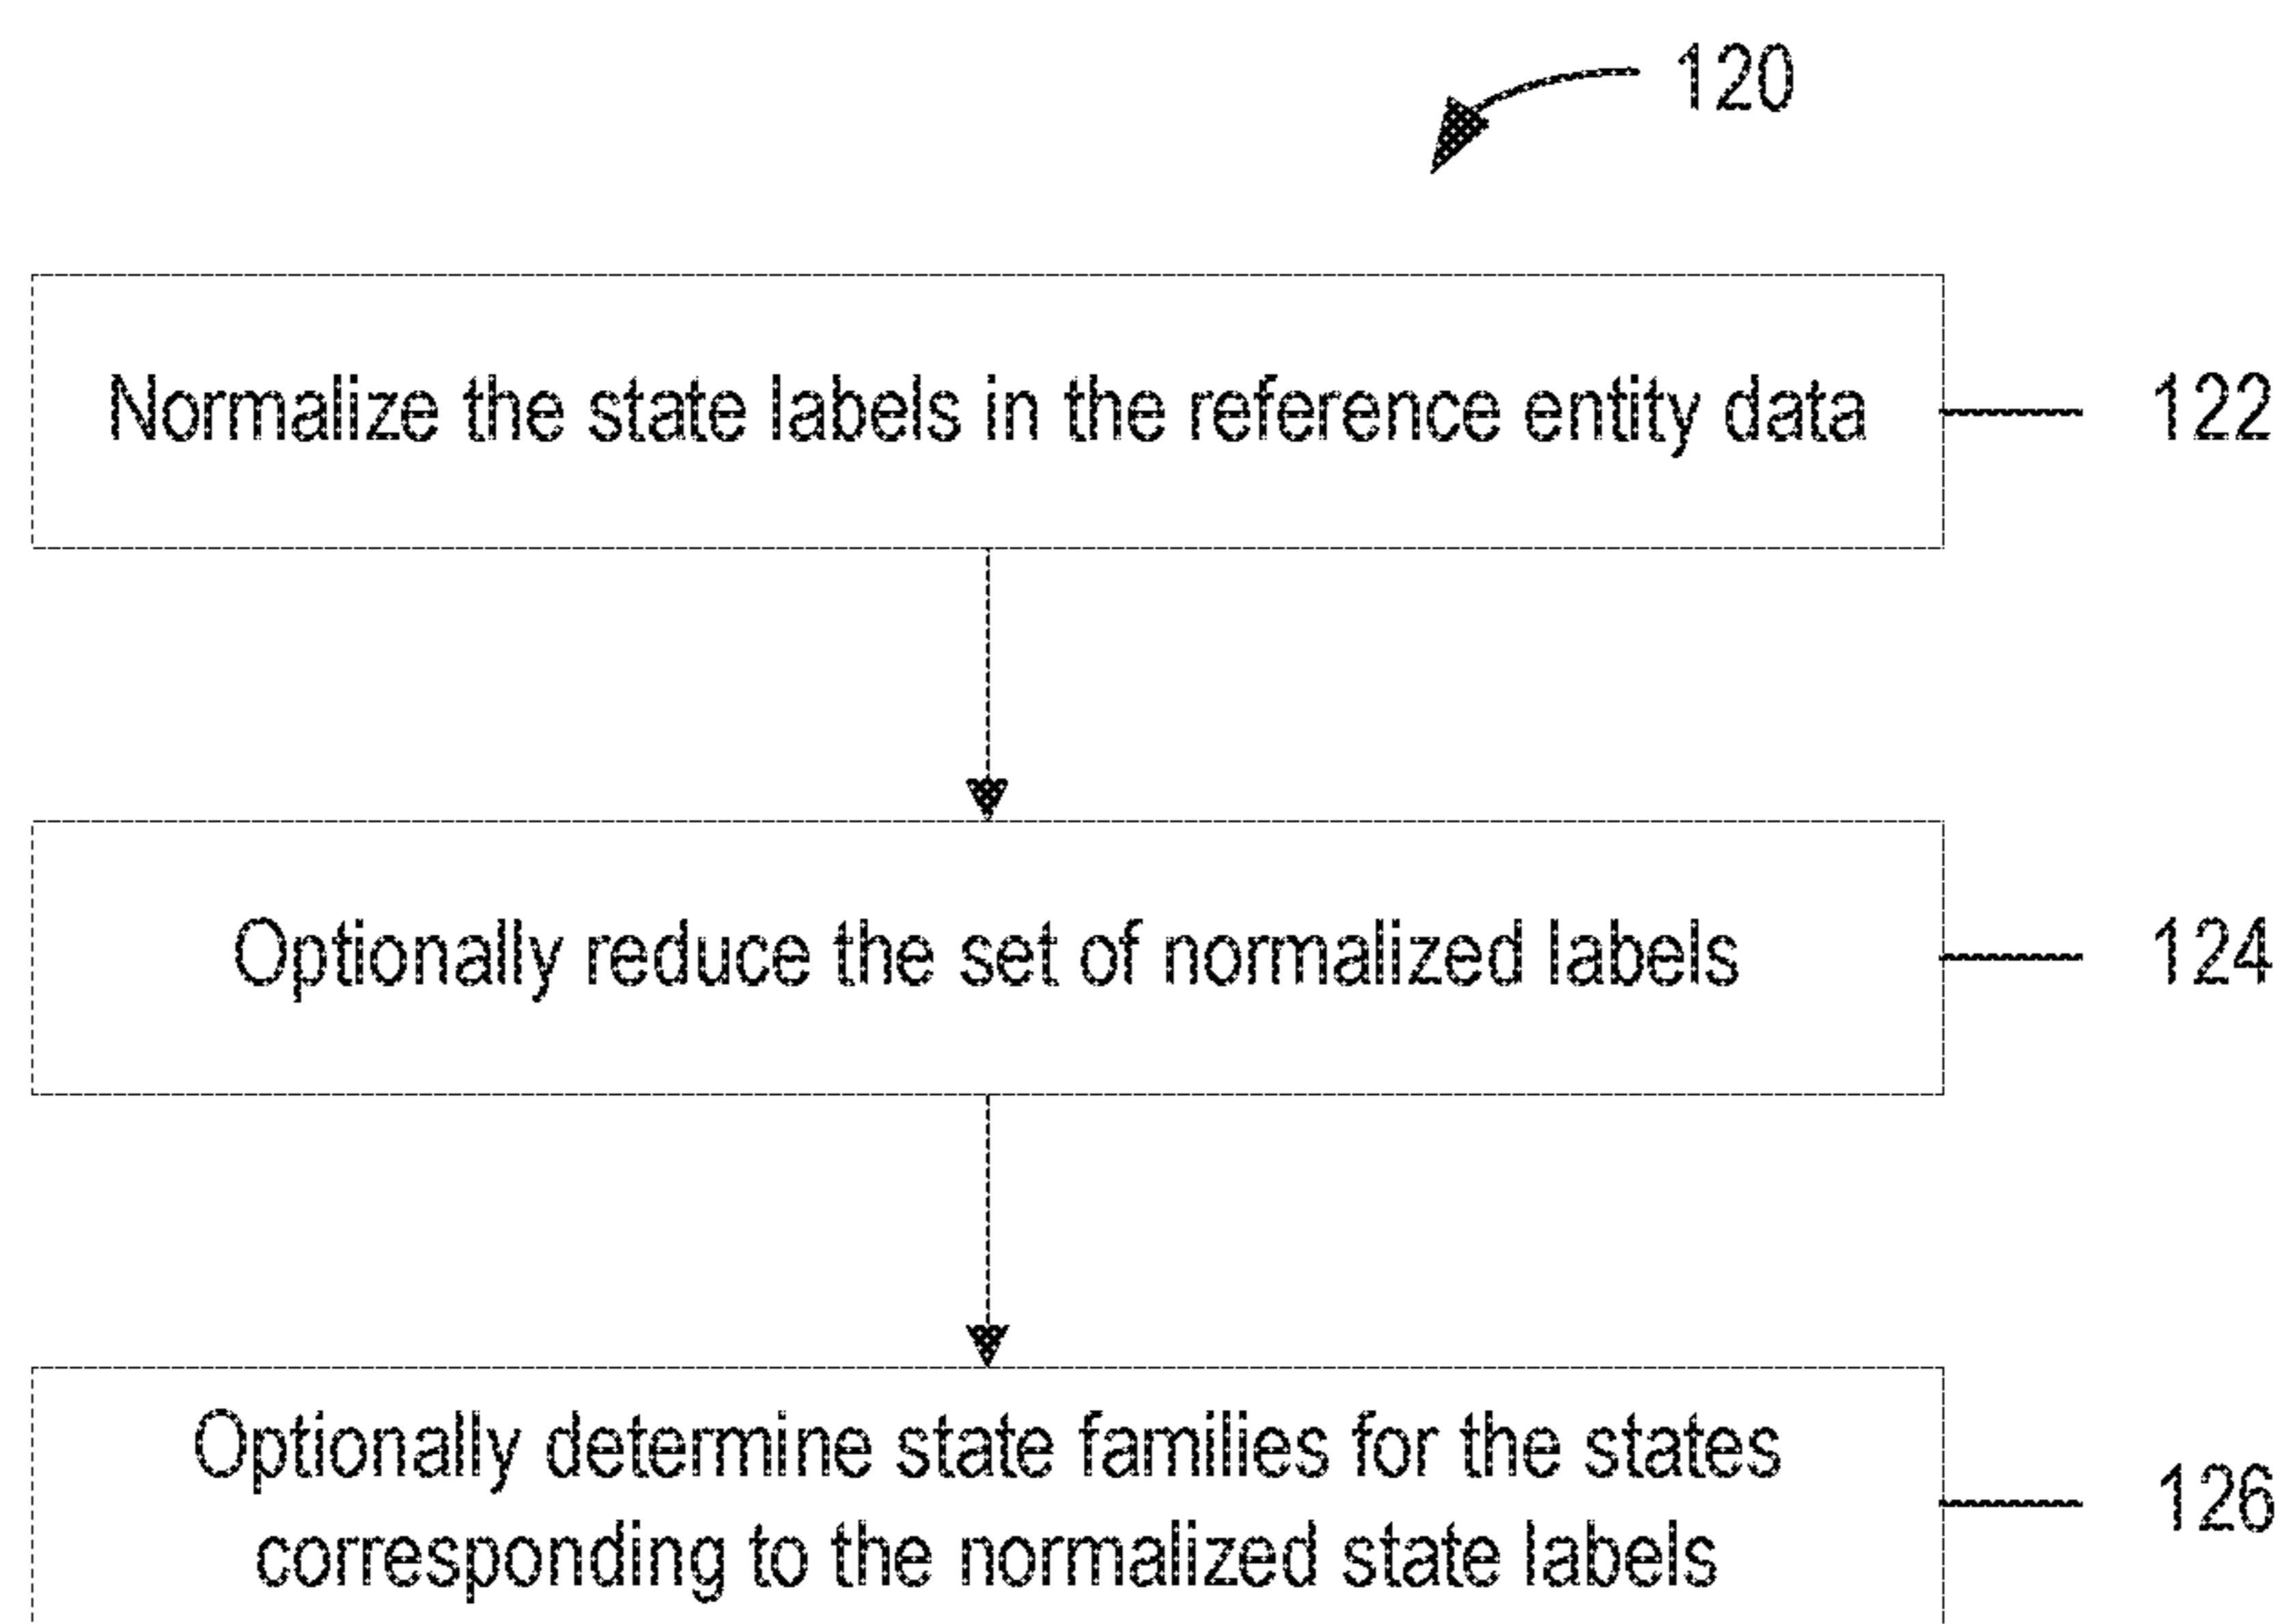 120
Normalize the state labels in the reference entity data
122
Optionally reduce the set of normalized labels
124
Optionally determine state families for the states
corresponding to the normalized state labels
126